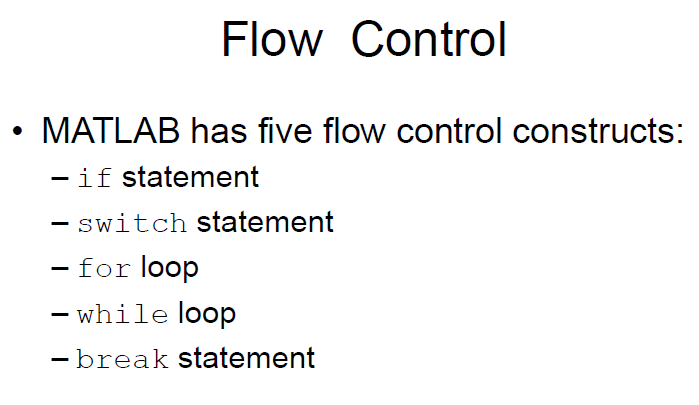 Flow Control
• MATLAB has five flow control constructs:
– if statement
– switch statement
– for loop
– while loop
– break statement